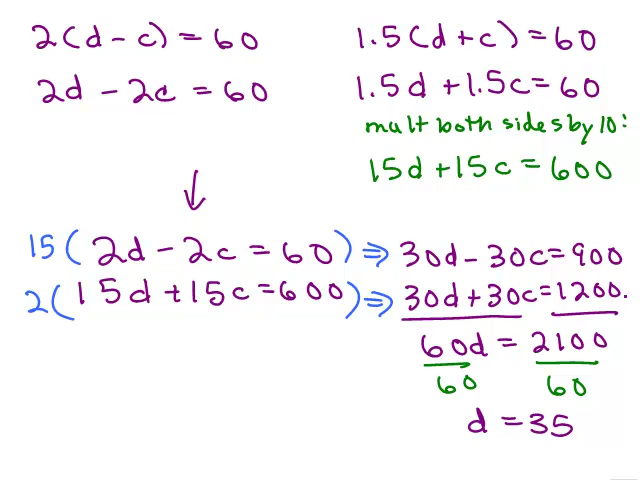 2(d - c) = 60
2d - 2c = 60
1.5(d + c) = 60
1.5d + 1.5c = 60
mult both sides by 10:
15d + 15c = 600
↓
15( 2d - 2c = 60 ) ⇒ 30d - 30c = 900
2( 15d + 15c = 600 ) ⇒ 30d + 30c = 1200.
60d = 2100
60 60
d = 35